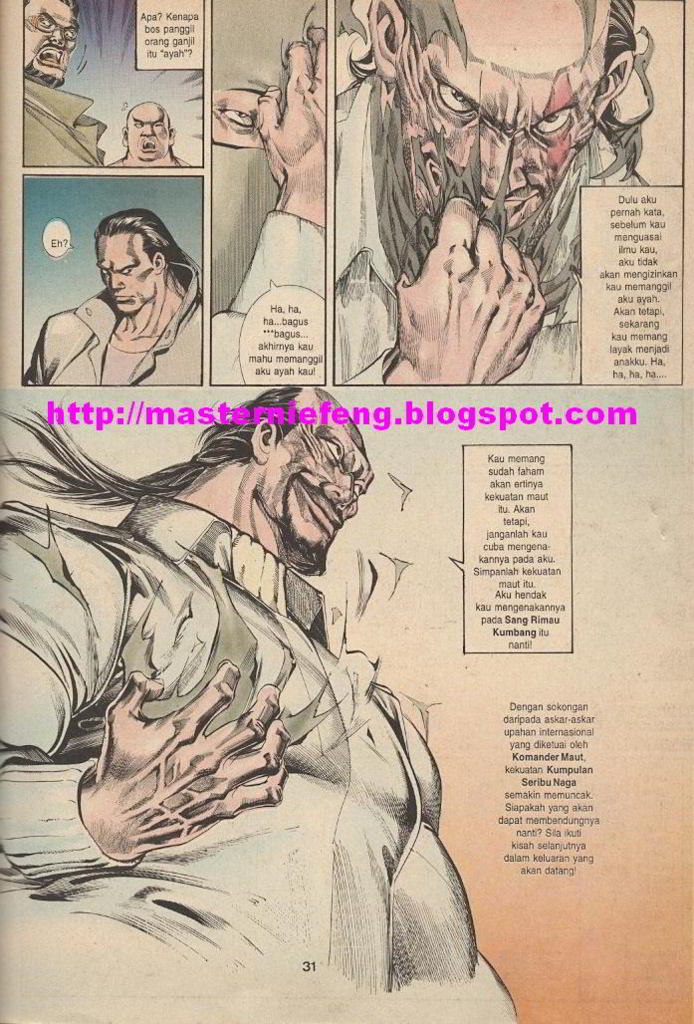 Apa? Kenapa
bos panggil
orang ganjil
itu "ayah"?
Eh?
Ha, ha,
ha...bagus
***bagus...
akhirnya kau
mahu memanggil
aku ayah kau!
Dulu aku
pernah kata,
sebelum kau
menguasai
ilmu kau,
aku tidak
akan mengizinkan
kau memanggil
aku ayah.
Akan tetapi,
sekarang
kau memang
layak menjadi
anakku. Ha,
ha, ha, ha....
http://masterniefeng.blogspot.com
Kau memang
sudah faham
akan ertinya
kekuatan maut
itu. Akan
tetapi,
janganlah kau
cuba mengena-
kannya pada aku.
Simpanlah kekuatan
maut itu.
Aku hendak
kau mengenakannya
pada Sang Rimau
Kumbang itu
nanti!
Dengan sokongan
daripada askar-askar
upahan internasional
yang diketuai oleh
Komander Maut,
kekuatan Kumpulan
Seribu Naga
semakin memuncak.
Siapakah yang akan
dapat membendungnya
nanti? Sila ikuti
kisah selanjutnya
dalam keluaran yang
akan datang!
31